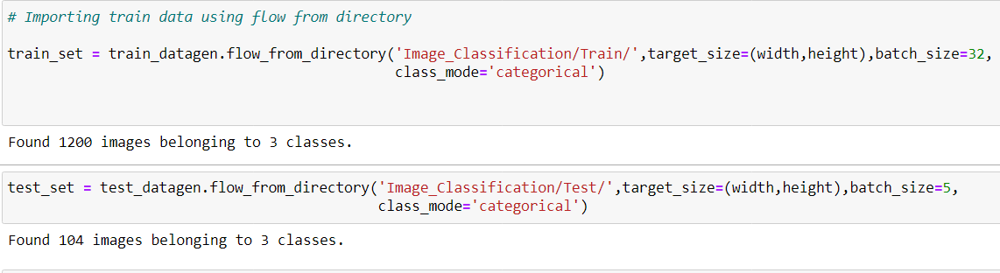 # Importing train data using flow from directory
train_set = train_datagen.flow_from_directory('Image_Classification/Train/',target_size=(width,height),batch_size=32,
class_mode='categorical')
Found 1200 images belonging to 3 classes.
test_set = test_datagen.flow_from_directory('Image_Classification/Test/',target_size=(width,height),batch_size=5,
class_mode='categorical')
Found 104 images belonging to 3 classes.